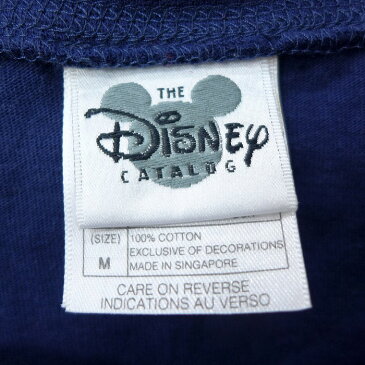 THE
DISNEY
CATALOG
(SIZE) 100% COTTON
M EXCLUSIVE OF DECORATIONS
MADE IN SINGAPORE
CARE ON REVERSE
INDICATIONS AU VERSO